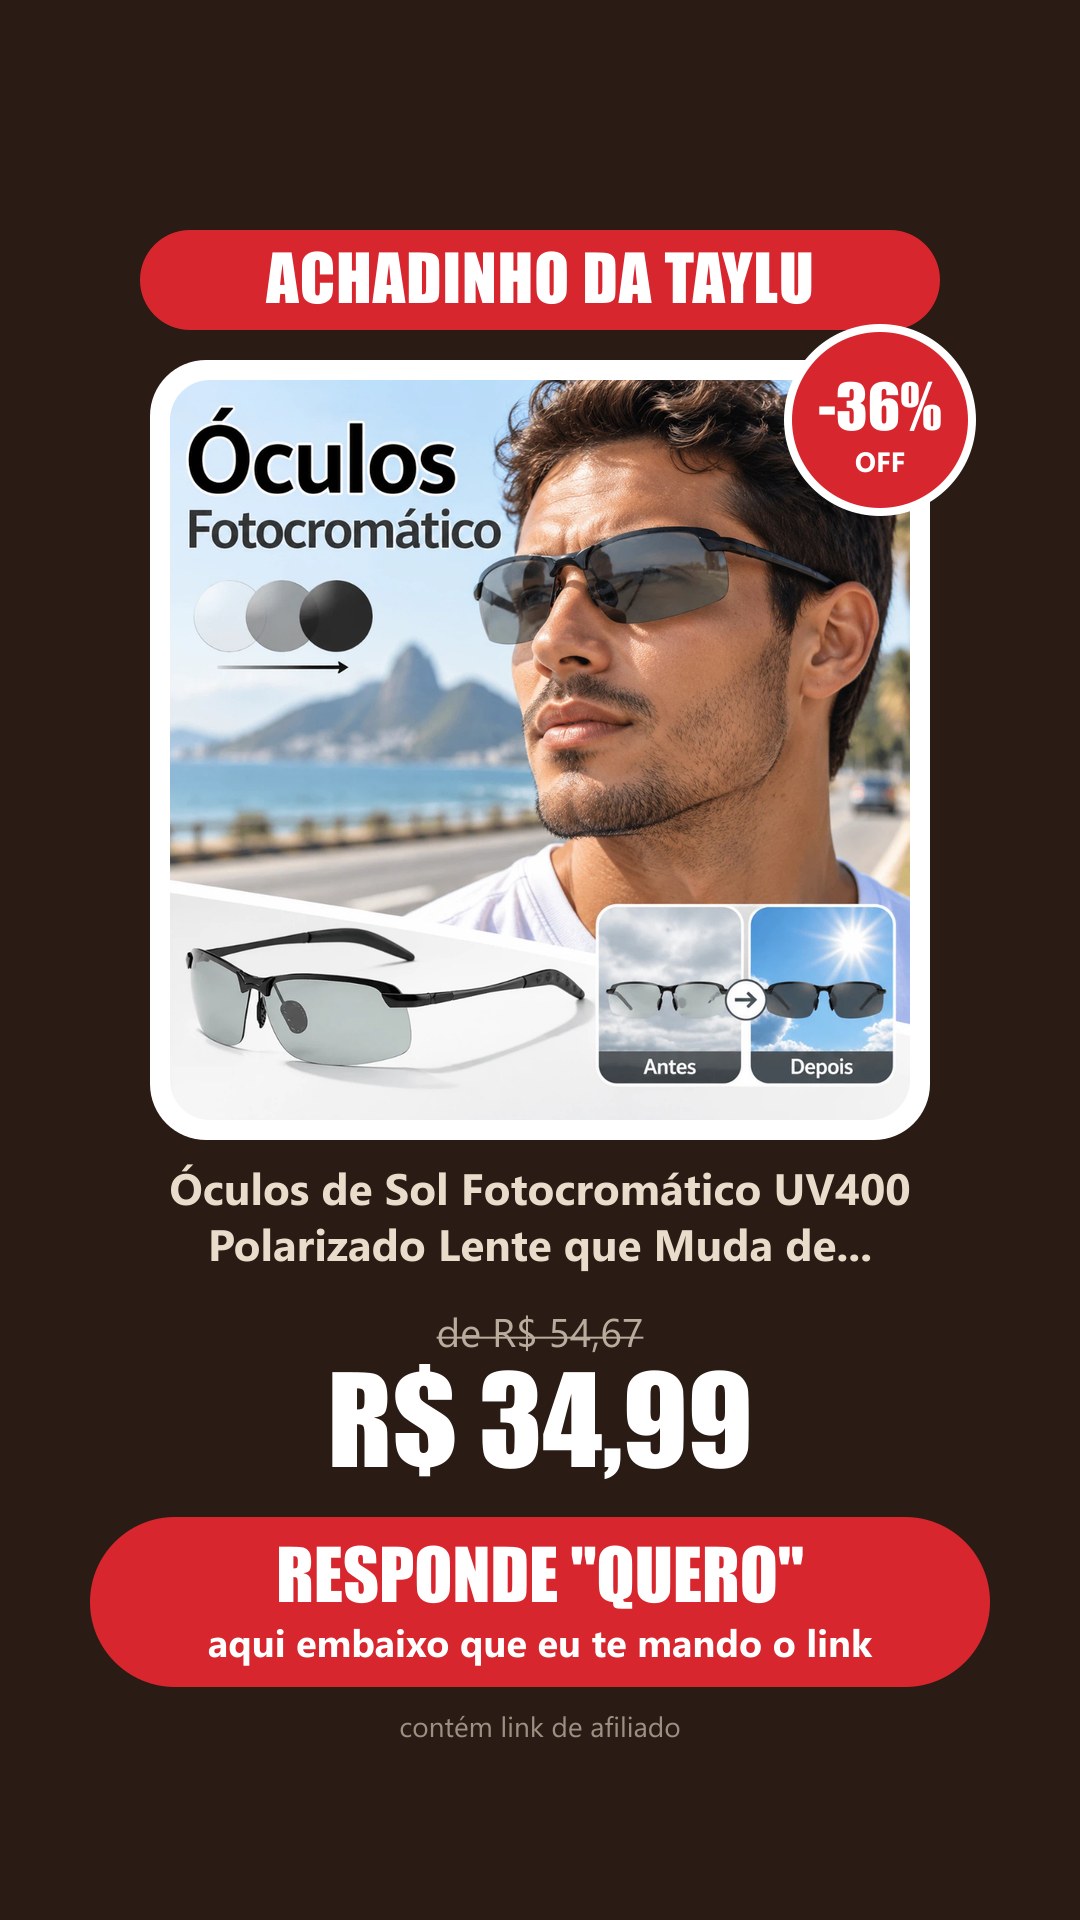 ACHADINHO DA TAYLU
-36%
OFF
Óculos
Fotocromático
Antes
Depois
Óculos de Sol Fotocromático UV400
Polarizado Lente que Muda de...
de R$ 54,67
R$ 34,99
RESPONDE "QUERO"
aqui embaixo que eu te mando o link
contém link de afiliado